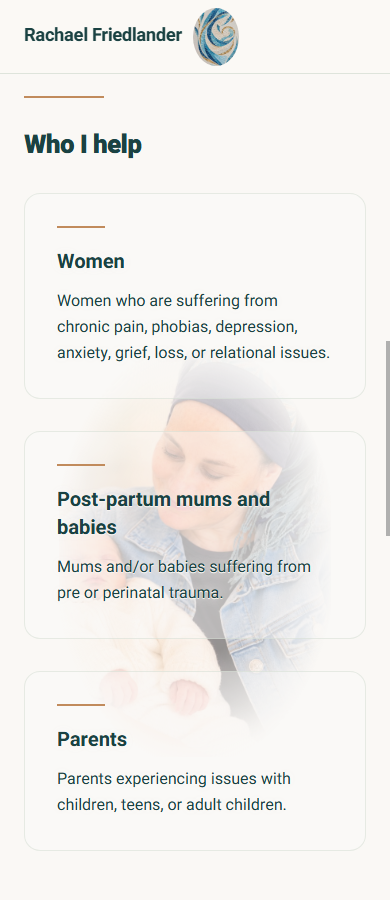 Rachael Friedlander
Who I help
Women
Women who are suffering from
chronic pain, phobias, depression,
anxiety, grief, loss, or relational issues.
Post-partum mums and
babies
Mums and/or babies suffering from
pre or perinatal trauma.
Parents
Parents experiencing issues with
children, teens, or adult children.